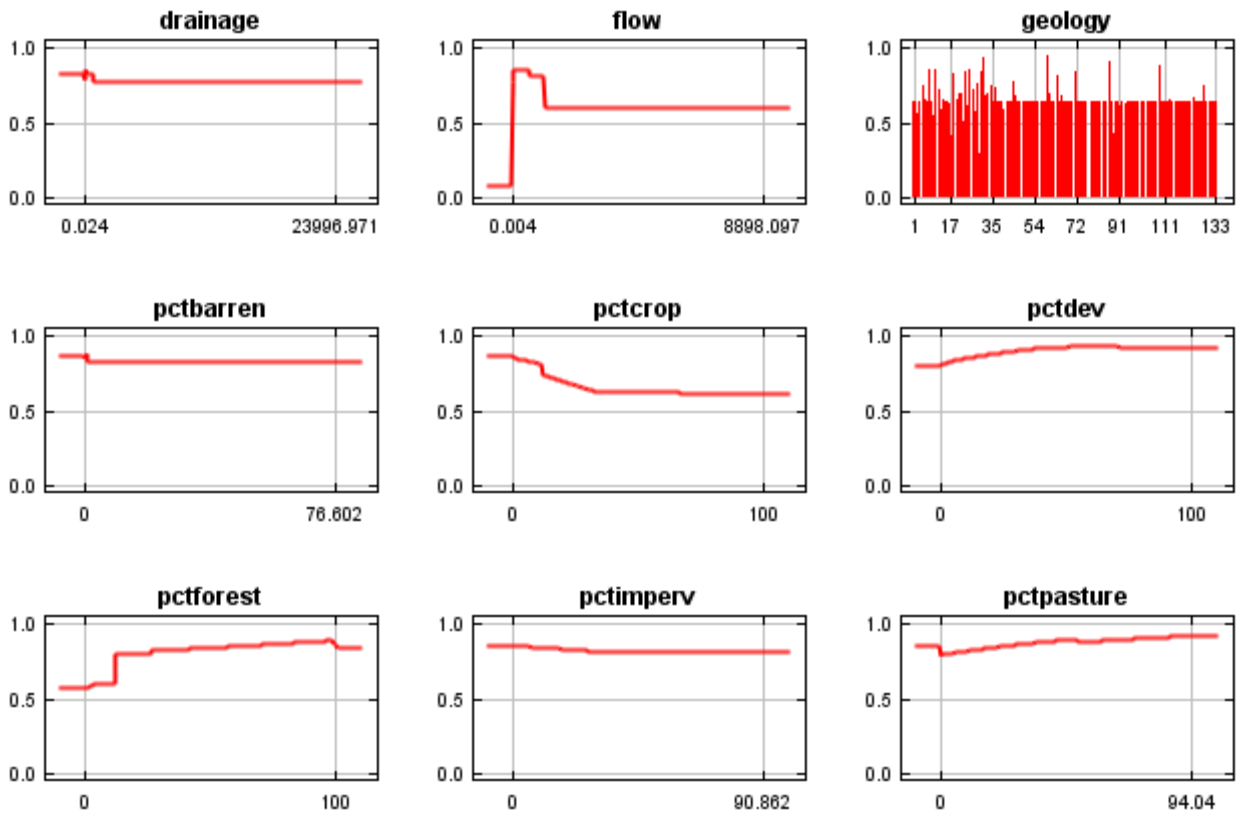 drainage flow geology
1.0 1.0 1.0
0.5 0.5 0.5
0.0 0.0 0.0
0.024 23996.971 0.004 8898.097 1 17 35 54 72 91 111 133
pctbarren pctcrop pctdev
1.0 1.0 1.0
0.5 0.5 0.5
0.0 0.0 0.0
0 76.602 0 100 0 100
pctforest pctimperv pctpasture
1.0 1.0 1.0
0.5 0.5 0.5
0.0 0.0 0.0
0 100 0 90.862 0 94.04